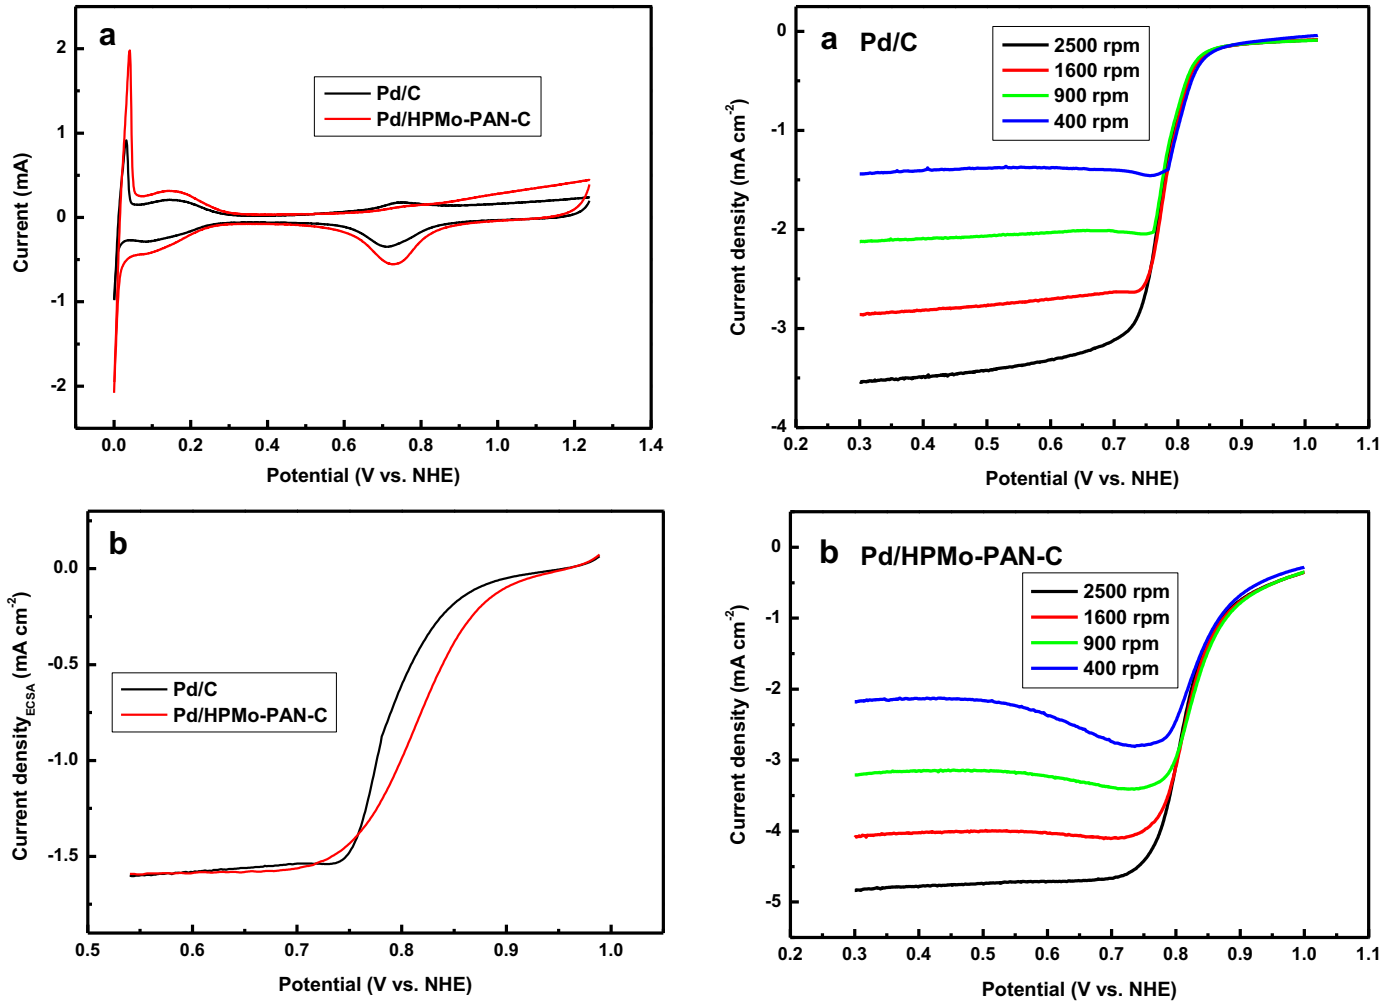 a
2
1
0
-1
-2
Current (mA)
Pd/C
Pd/HPMo-PAN-C
0.0 0.2 0.4 0.6 0.8 1.0 1.2 1.4
Potential (V vs. NHE)
a Pd/C
0
-1
-2
-3
-4
Current density (mA cm-2)
2500 rpm
1600 rpm
900 rpm
400 rpm
0.2 0.3 0.4 0.5 0.6 0.7 0.8 0.9 1.0 1.1
Potential (V vs. NHE)
b
0.0
-0.5
-1.0
-1.5
Current densityECSA (mA cm-2)
Pd/C
Pd/HPMo-PAN-C
0.5 0.6 0.7 0.8 0.9 1.0
Potential (V vs. NHE)
b Pd/HPMo-PAN-C
0
-1
-2
-3
-4
-5
Current density (mA cm-2)
2500 rpm
1600 rpm
900 rpm
400 rpm
0.2 0.3 0.4 0.5 0.6 0.7 0.8 0.9 1.0 1.1
Potential (V vs. NHE)